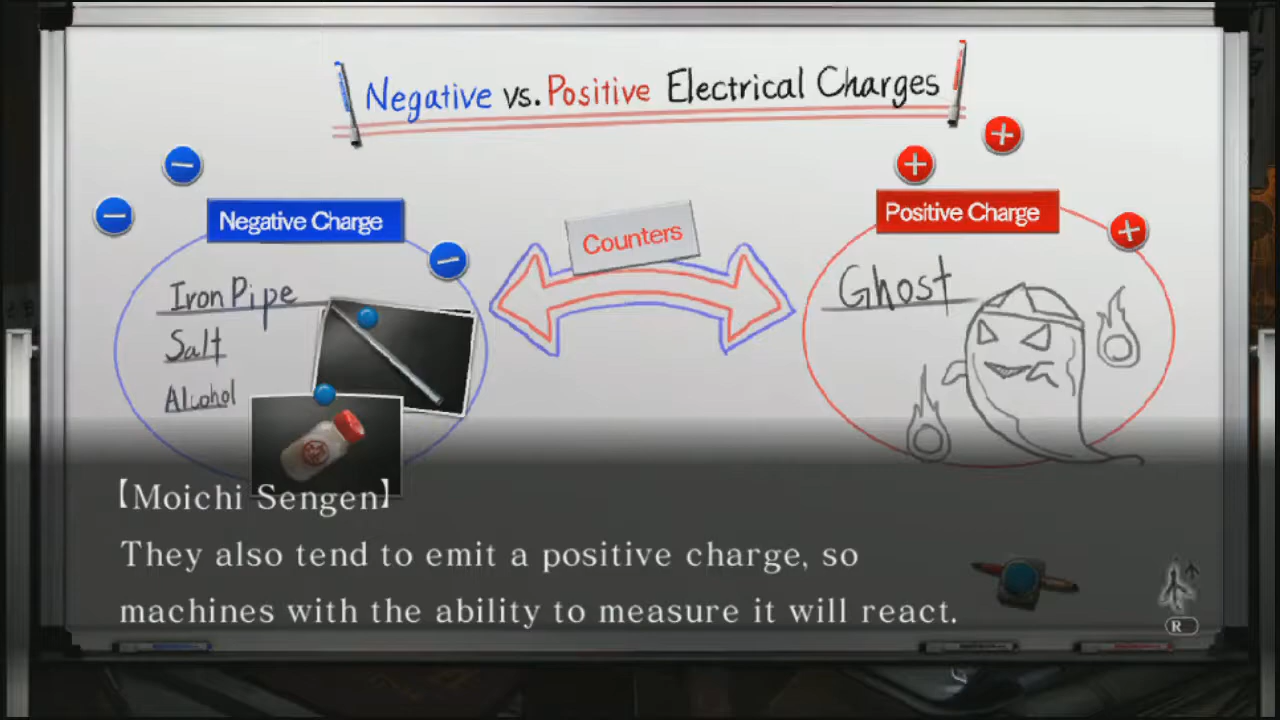 Negative vs. Positive Electrical Charges
Negative Charge
Iron Pipe
Salt
Alcohol
Counters
Positive Charge
Ghost
【Moichi Sengen】
They also tend to emit a positive charge, so
machines with the ability to measure it will react.
R